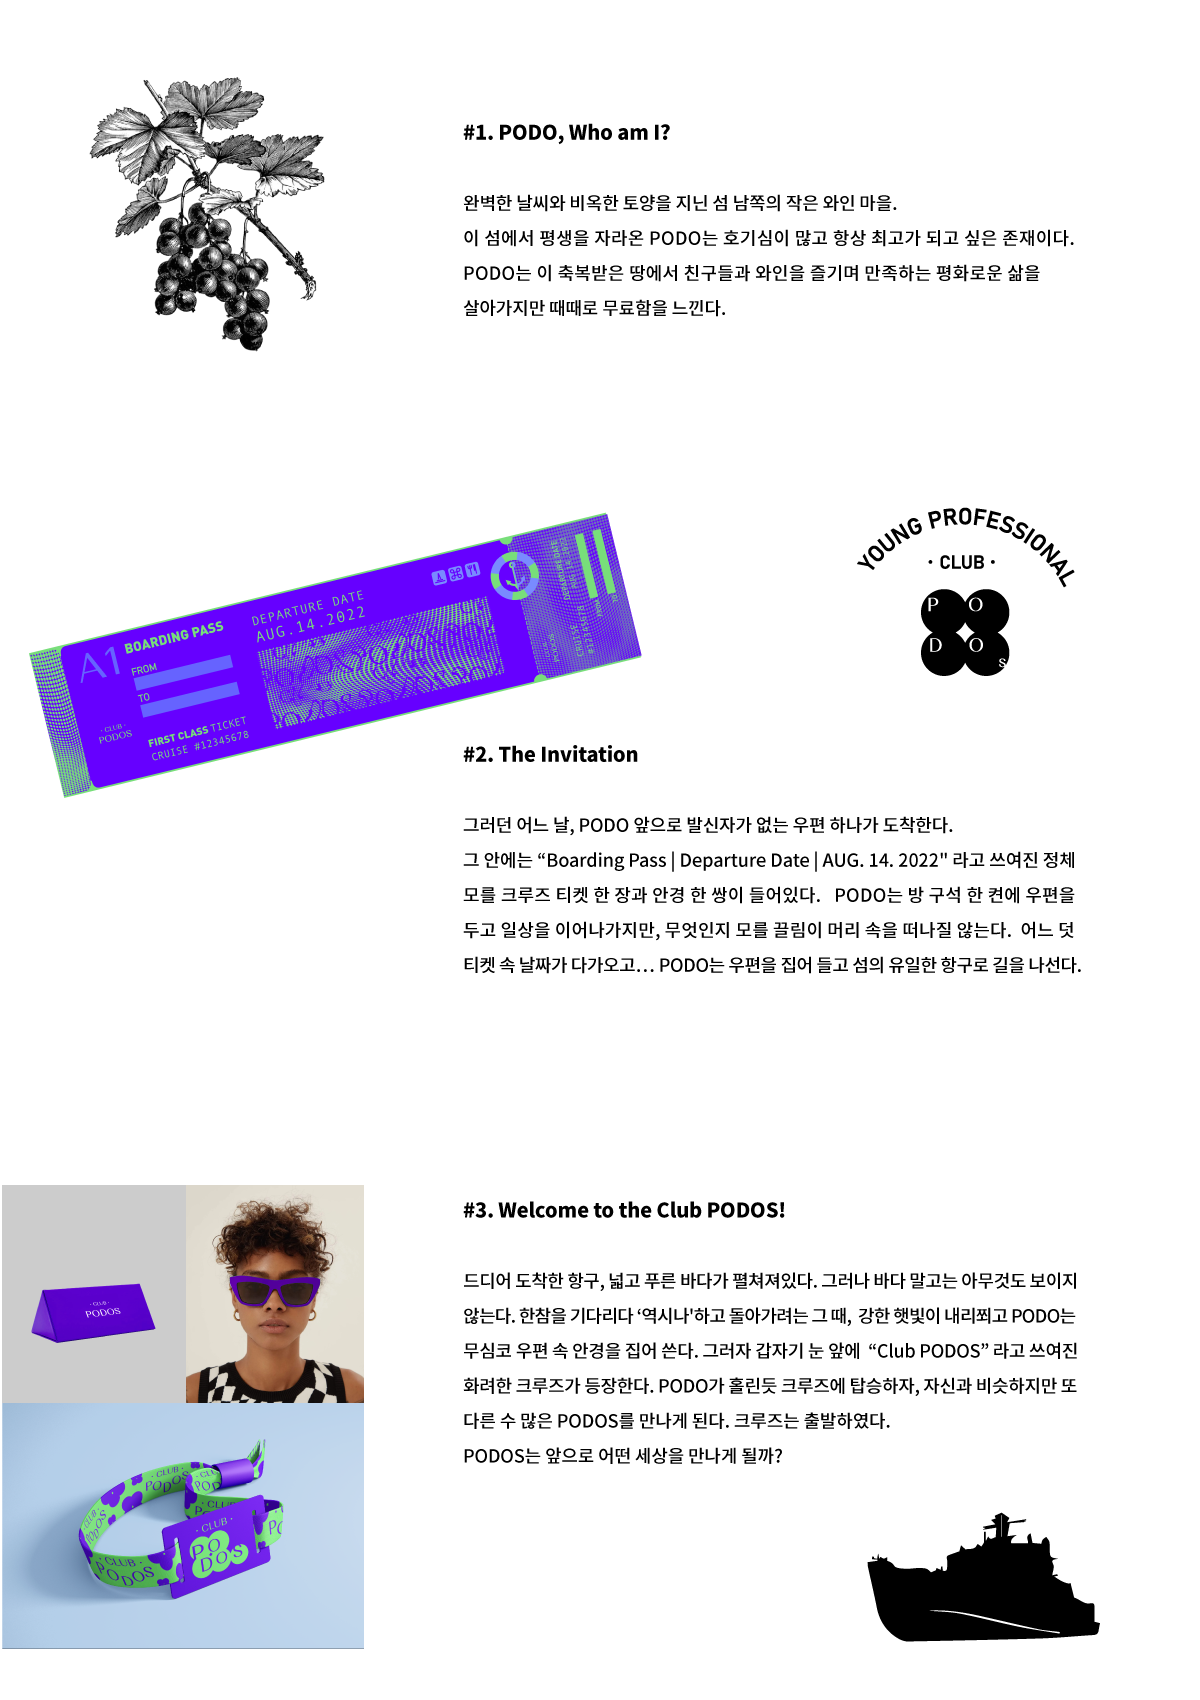 #1. PODO, Who am I?
완벽한 날씨와 비옥한 토양을 지닌 섬 남쪽의 작은 와인 마을.
이 섬에서 평생을 자라온 PODO는 호기심이 많고 항상 최고가 되고 싶은 존재이다.
PODO는 이 축복받은 땅에서 친구들과 와인을 즐기며 만족하는 평화로운 삶을
살아가지만 때때로 무료함을 느낀다.
A1
BOARDING PASS
FROM
TO
· CLUB ·
PODOS
FIRST CLASS TICKET
CRUISE #12345678
DEPARTURE DATE
AUG.14.2022
YOUNG PROFESSIONAL
· CLUB ·
P O
D O s
#2. The Invitation
그러던 어느 날, PODO 앞으로 발신자가 없는 우편 하나가 도착한다.
그 안에는 “Boarding Pass | Departure Date | AUG. 14. 2022" 라고 쓰여진 정체
모를 크루즈 티켓 한 장과 안경 한 쌍이 들어있다. PODO는 방 구석 한 켠에 우편을
두고 일상을 이어나가지만, 무엇인지 모를 끌림이 머리 속을 떠나질 않는다. 어느 덧
티켓 속 날짜가 다가오고... PODO는 우편을 집어 들고 섬의 유일한 항구로 길을 나선다.
#3. Welcome to the Club PODOS!
드디어 도착한 항구, 넓고 푸른 바다가 펼쳐져있다. 그러나 바다 말고는 아무것도 보이지
않는다. 한참을 기다리다 ‘역시나'하고 돌아가려는 그 때, 강한 햇빛이 내리쬐고 PODO는
무심코 우편 속 안경을 집어 쓴다. 그러자 갑자기 눈 앞에 “Club PODOS” 라고 쓰여진
화려한 크루즈가 등장한다. PODO가 홀린듯 크루즈에 탑승하자, 자신과 비슷하지만 또
다른 수 많은 PODOS를 만나게 된다. 크루즈는 출발하였다.
PODOS는 앞으로 어떤 세상을 만나게 될까?
· CLUB ·
PODOS
· CLUB ·
PODOS
· CLUB ·
PODOS
· CLUB ·
PO
DOS